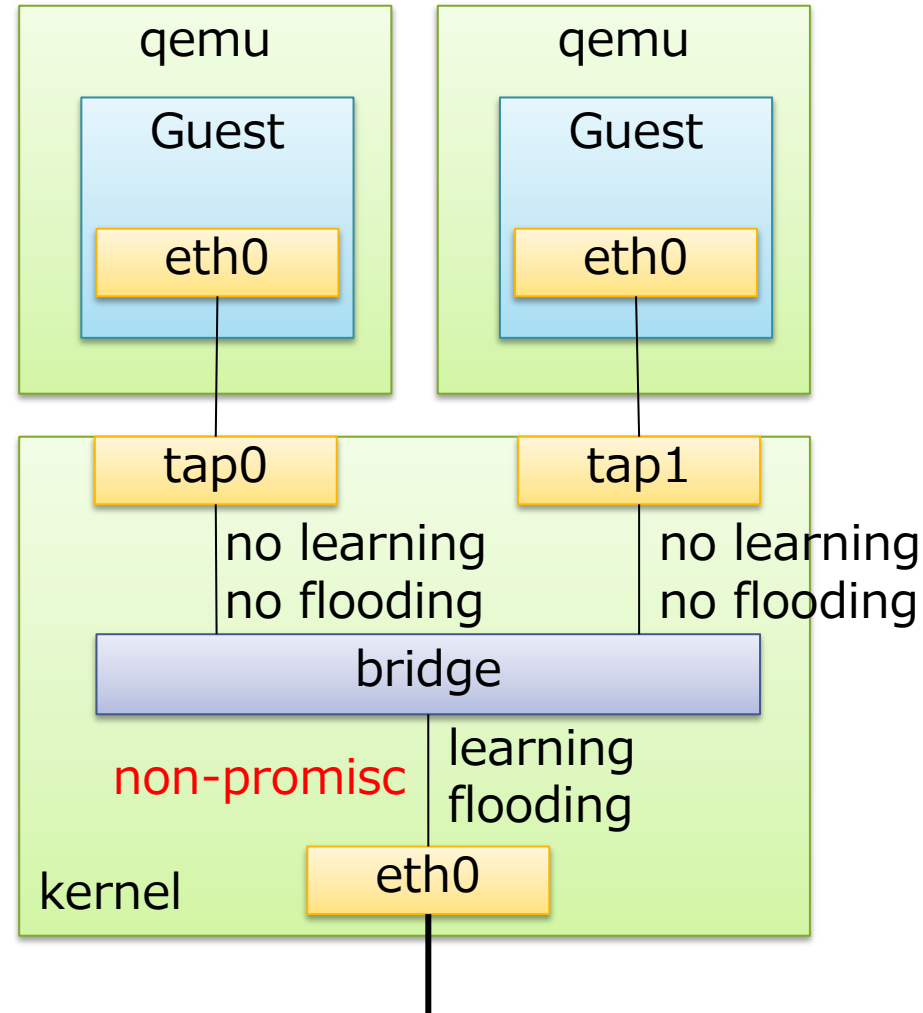 qemu
qemu
Guest
Guest
eth0
eth0
tap0
tap1
no learning
no flooding
no learning
no flooding
bridge
non-promisc
learning
flooding
eth0
kernel